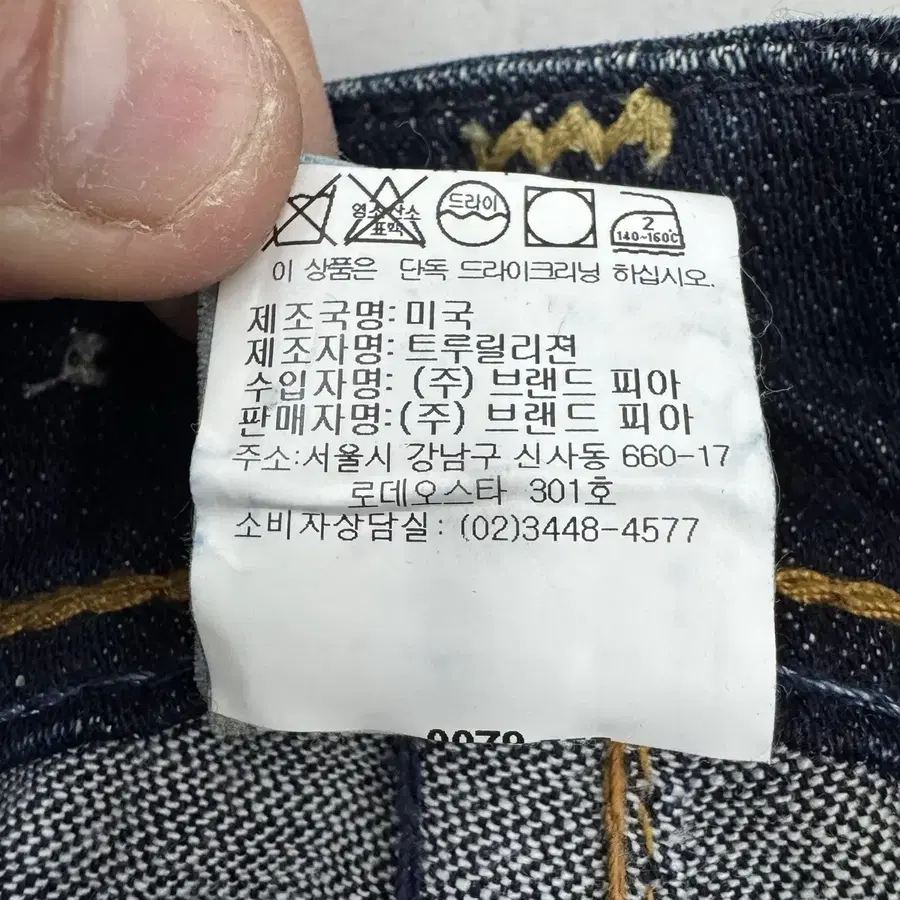 염소산소 드라이 2
표백 140~160℃
이 상품은 단독 드라이크리닝 하십시오.
제조국명: 미국
제조자명: 트루릴리젼
수입자명: (주) 브랜드 피아
판매자명:(주) 브랜드 피아
주소:서울시 강남구 신사동 660-17
로데오스타 301호
소비자상담실: (02)3448-4577